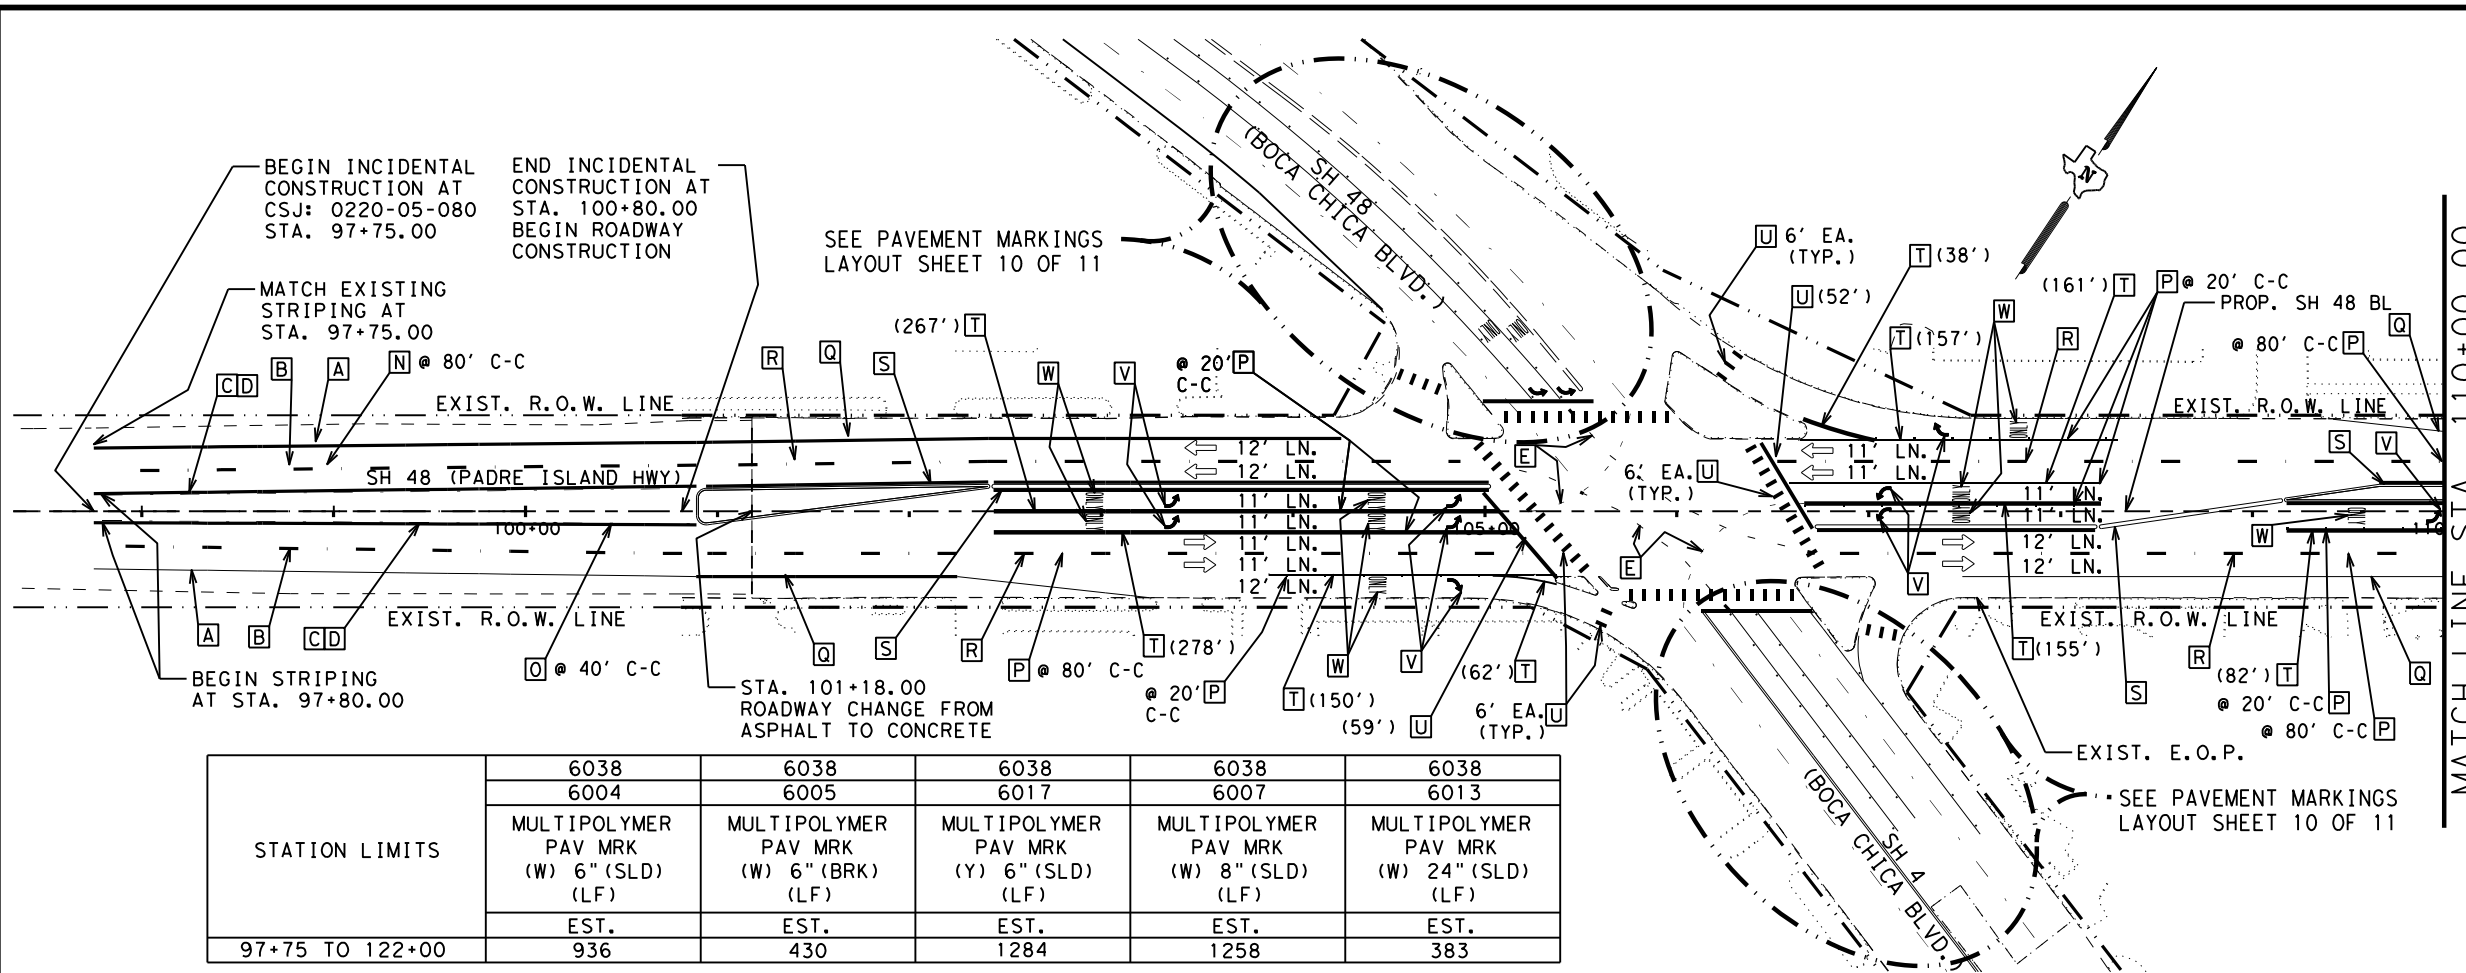 BEGIN INCIDENTAL
CONSTRUCTION AT
CSJ: 0220-05-080
STA. 97+75.00
END INCIDENTAL
CONSTRUCTION AT
STA. 100+80.00
BEGIN ROADWAY
CONSTRUCTION
SEE PAVEMENT MARKINGS
LAYOUT SHEET 10 OF 11
SH 48
(BOCA CHICA BLVD.)
N
MATCH EXISTING
STRIPING AT
STA. 97+75.00
U 6' EA.
(TYP.)
T (38')
U (52')
(161') T
P @ 20' C-C
PROP. SH 48 BL
W
T (157')
R
@ 80' C-C P
Q
C D
B
A
N @ 80' C-C
(267') T
R
Q
S
W
V
@ 20' P
C-C
EXIST. R.O.W. LINE
EXIST. R.O.W. LINE
SH 48 (PADRE ISLAND HWY)
12' LN.
12' LN.
11' LN.
11' LN.
11' LN.
11' LN.
12' LN.
E
6' EA. U
(TYP.)
11' LN.
11' LN.
11' LN.
11' LN.
12' LN.
12' LN.
S
V
W
100+00
105+00
110
E
V
EXIST. R.O.W. LINE
EXIST. R.O.W. LINE
A
B
C D
O @ 40' C-C
Q
S
R
P @ 80' C-C
T (278')
@ 20' P
C-C
T (150')
W
V
(59') U
(62') T
6' EA. U
(TYP.)
T (155')
S
R
(82') T
@ 20' C-C P
@ 80' C-C P
Q
BEGIN STRIPING
AT STA. 97+80.00
STA. 101+18.00
ROADWAY CHANGE FROM
ASPHALT TO CONCRETE
EXIST. E.O.P.
SEE PAVEMENT MARKINGS
LAYOUT SHEET 10 OF 11
SH 4
(BOCA CHICA BLVD.
MATCH LINE STA 110+00.00
STATION LIMITS
6038 6038 6038 6038 6038
6004 6005 6017 6007 6013
MULTIPOLYMER MULTIPOLYMER MULTIPOLYMER MULTIPOLYMER MULTIPOLYMER
PAV MRK PAV MRK PAV MRK PAV MRK PAV MRK
(W) 6"(SLD) (W) 6"(BRK) (Y) 6"(SLD) (W) 8"(SLD) (W) 24"(SLD)
(LF) (LF) (LF) (LF) (LF)
EST. EST. EST. EST. EST.
97+75 TO 122+00 936 430 1284 1258 383